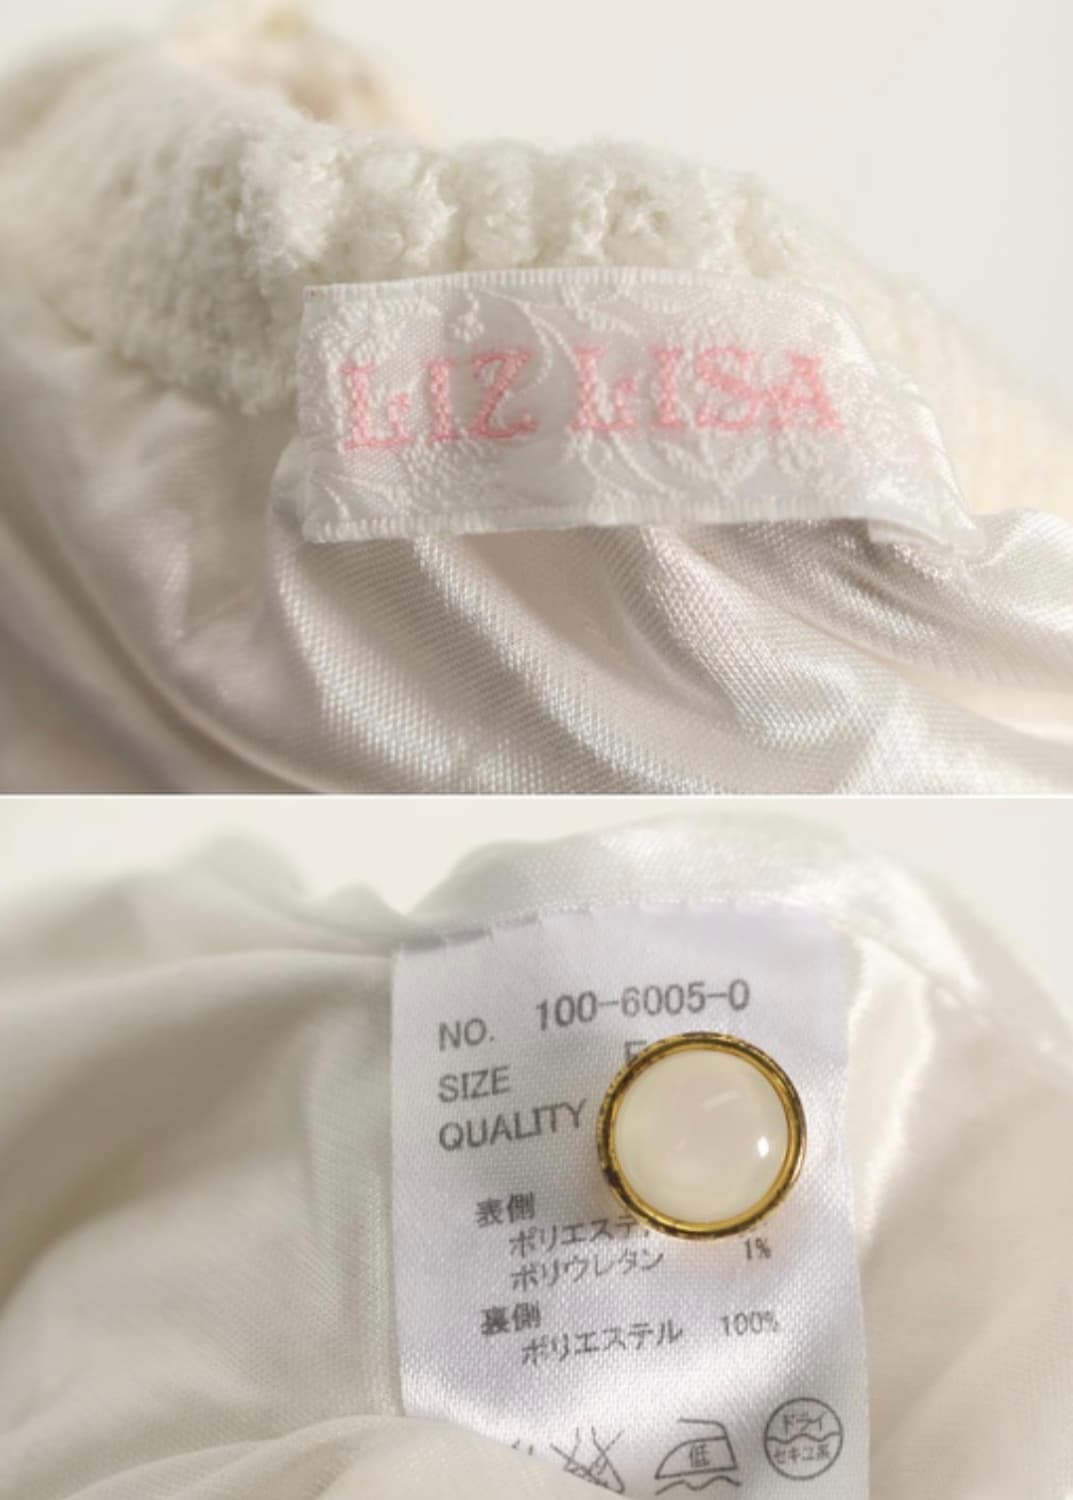 LIZ LISA
NO. 100-6005-0
SIZE F
QUALITY
表側
ポリエステ
ポリウレタン 1%
裏側
ポリエステル 100%
低
ドライ
セキユ系